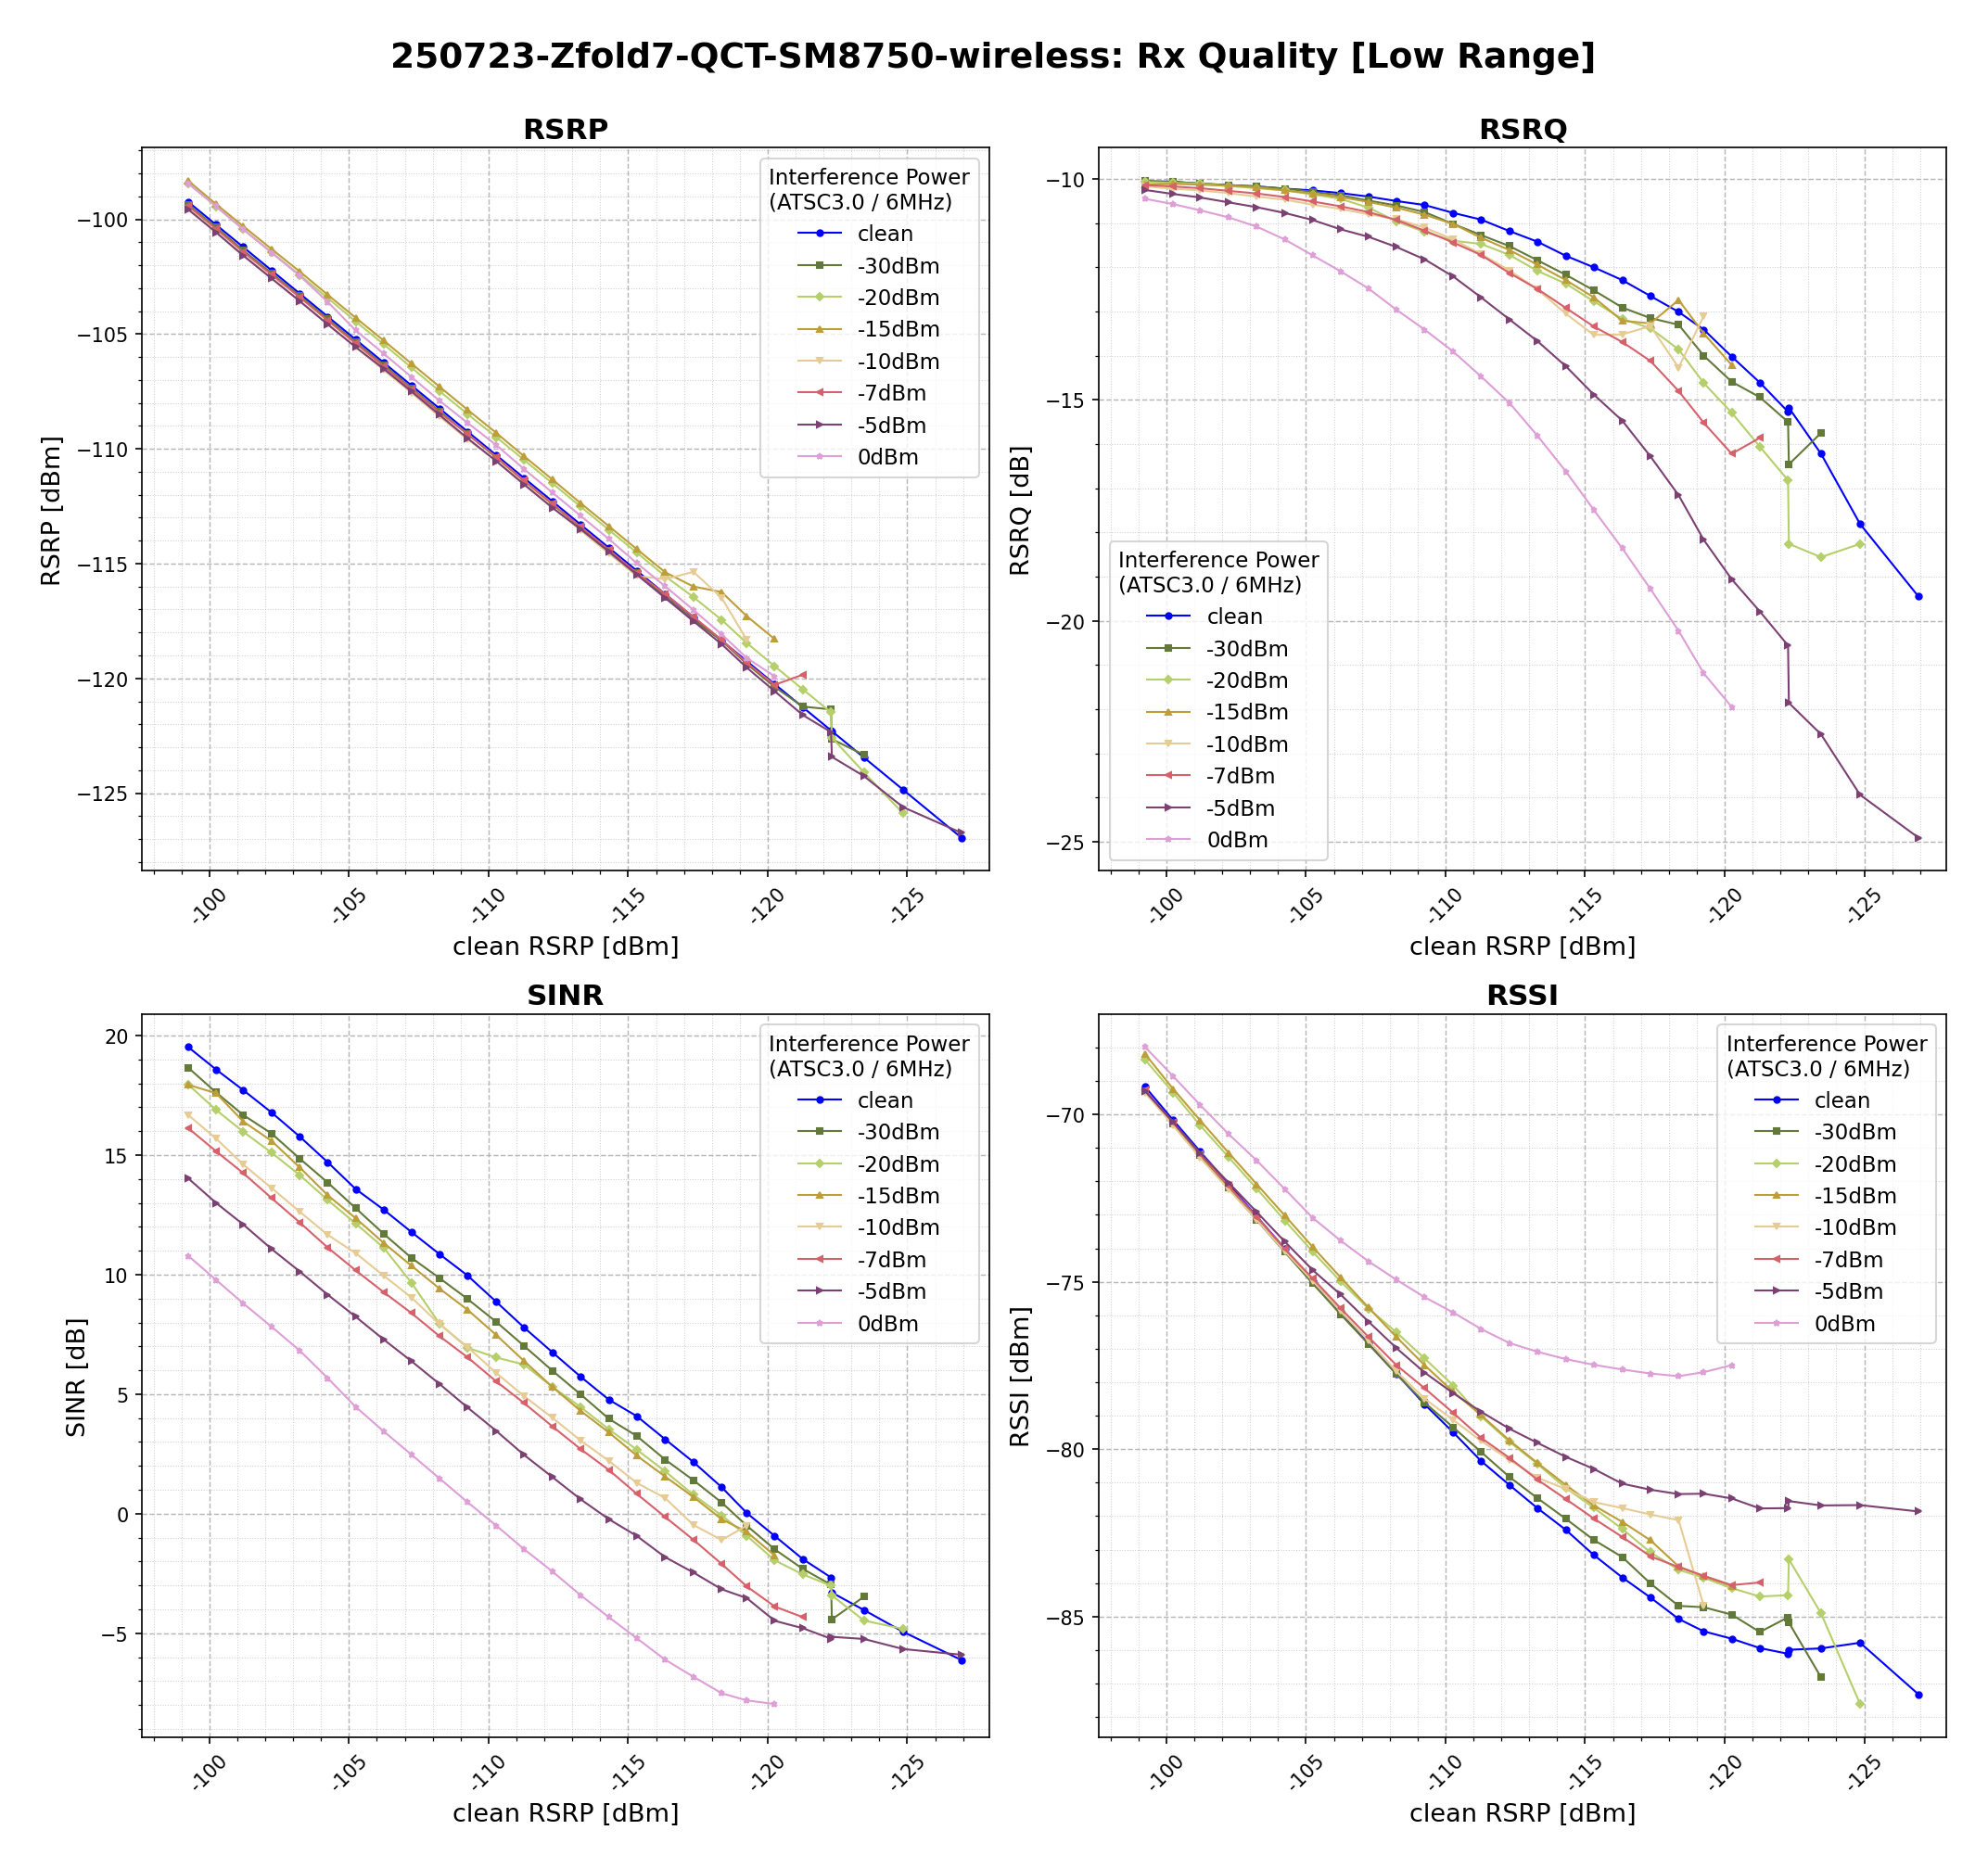 250723-Zfold7-QCT-SM8750-wireless: Rx Quality [Low Range]
RSRP
RSRP [dBm]
−100
−105
−110
−115
−120
−125
Interference Power
(ATSC3.0 / 6MHz)
clean
-30dBm
-20dBm
-15dBm
-10dBm
-7dBm
-5dBm
0dBm
-100
-105
-110
-115
-120
-125
clean RSRP [dBm]
RSRQ
RSRQ [dB]
−10
−15
−20
−25
Interference Power
(ATSC3.0 / 6MHz)
clean
-30dBm
-20dBm
-15dBm
-10dBm
-7dBm
-5dBm
0dBm
-100
-105
-110
-115
-120
-125
clean RSRP [dBm]
SINR
SINR [dB]
20
15
10
5
0
−5
Interference Power
(ATSC3.0 / 6MHz)
clean
-30dBm
-20dBm
-15dBm
-10dBm
-7dBm
-5dBm
0dBm
-100
-105
-110
-115
-120
-125
clean RSRP [dBm]
RSSI
RSSI [dBm]
−70
−75
−80
−85
Interference Power
(ATSC3.0 / 6MHz)
clean
-30dBm
-20dBm
-15dBm
-10dBm
-7dBm
-5dBm
0dBm
-100
-105
-110
-115
-120
-125
clean RSRP [dBm]